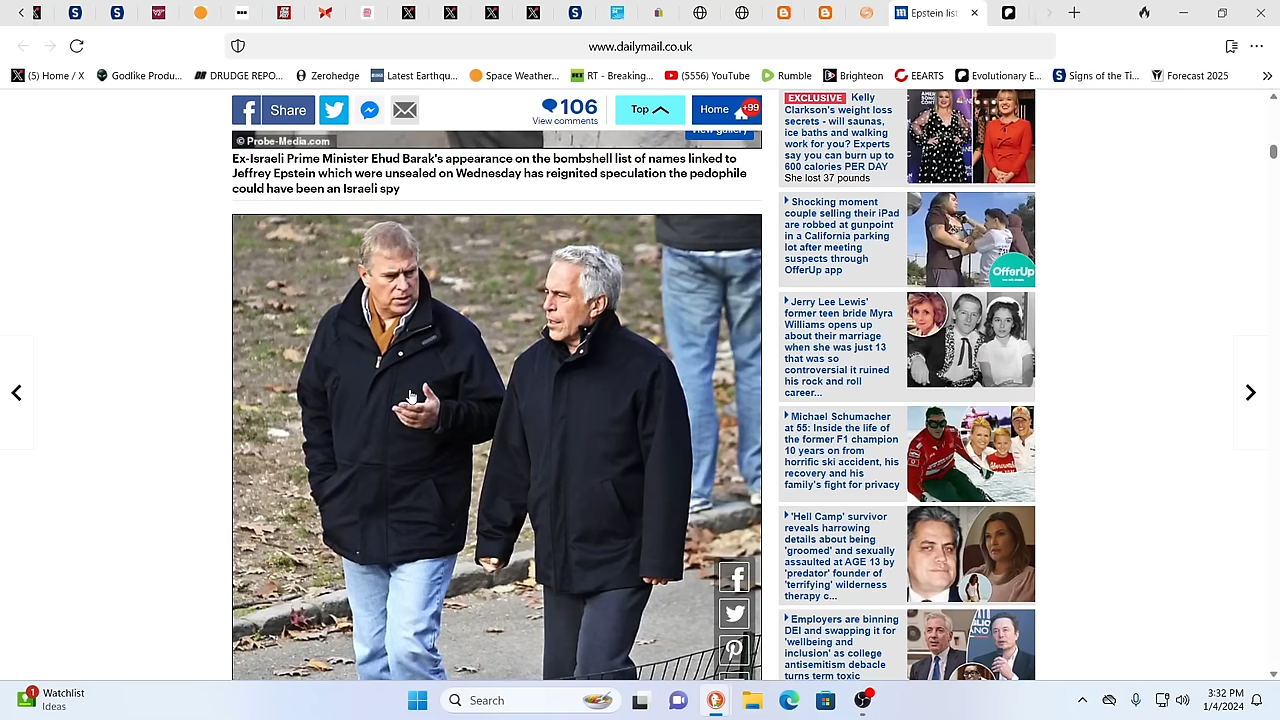 Epstein list
www.dailymail.co.uk
(5) Home / X
Godlike Produ...
DRUDGE REPO...
Zerohedge
Latest Earthqu...
Space Weather...
RT - Breaking...
(5556) YouTube
Rumble
Brighteon
EEARTS
Evolutionary E...
Signs of the Ti...
Forecast 2025
Share
106
View comments
Top
Home
+99
© Probe-Media.com
View gallery
Ex-Israeli Prime Minister Ehud Barak's appearance on the bombshell list of names linked to
Jeffrey Epstein which were unsealed on Wednesday has reignited speculation the pedophile
could have been an Israeli spy
EXCLUSIVE Kelly
Clarkson's weight loss
secrets - will saunas,
ice baths and walking
work for you? Experts
say you can burn up to
600 calories PER DAY
She lost 37 pounds
Shocking moment
couple selling their iPad
are robbed at gunpoint
in a California parking
lot after meeting
suspects through
OfferUp app
OfferUp
Jerry Lee Lewis'
former teen bride Myra
Williams opens up
about their marriage
when she was just 13
that was so
controversial it ruined
his rock and roll
career...
Michael Schumacher
at 55: Inside the life of
the former F1 champion
10 years on from
horrific ski accident, his
recovery and his
family's fight for privacy
'Hell Camp' survivor
reveals harrowing
details about being
'groomed' and sexually
assaulted at AGE 13 by
'predator' founder of
'terrifying' wilderness
therapy c...
Employers are binning
DEI and swapping it for
'wellbeing and
inclusion' as college
antisemitism debacle
turns term toxic
1
Watchlist
Ideas
Search
3:32 PM
1/4/2024